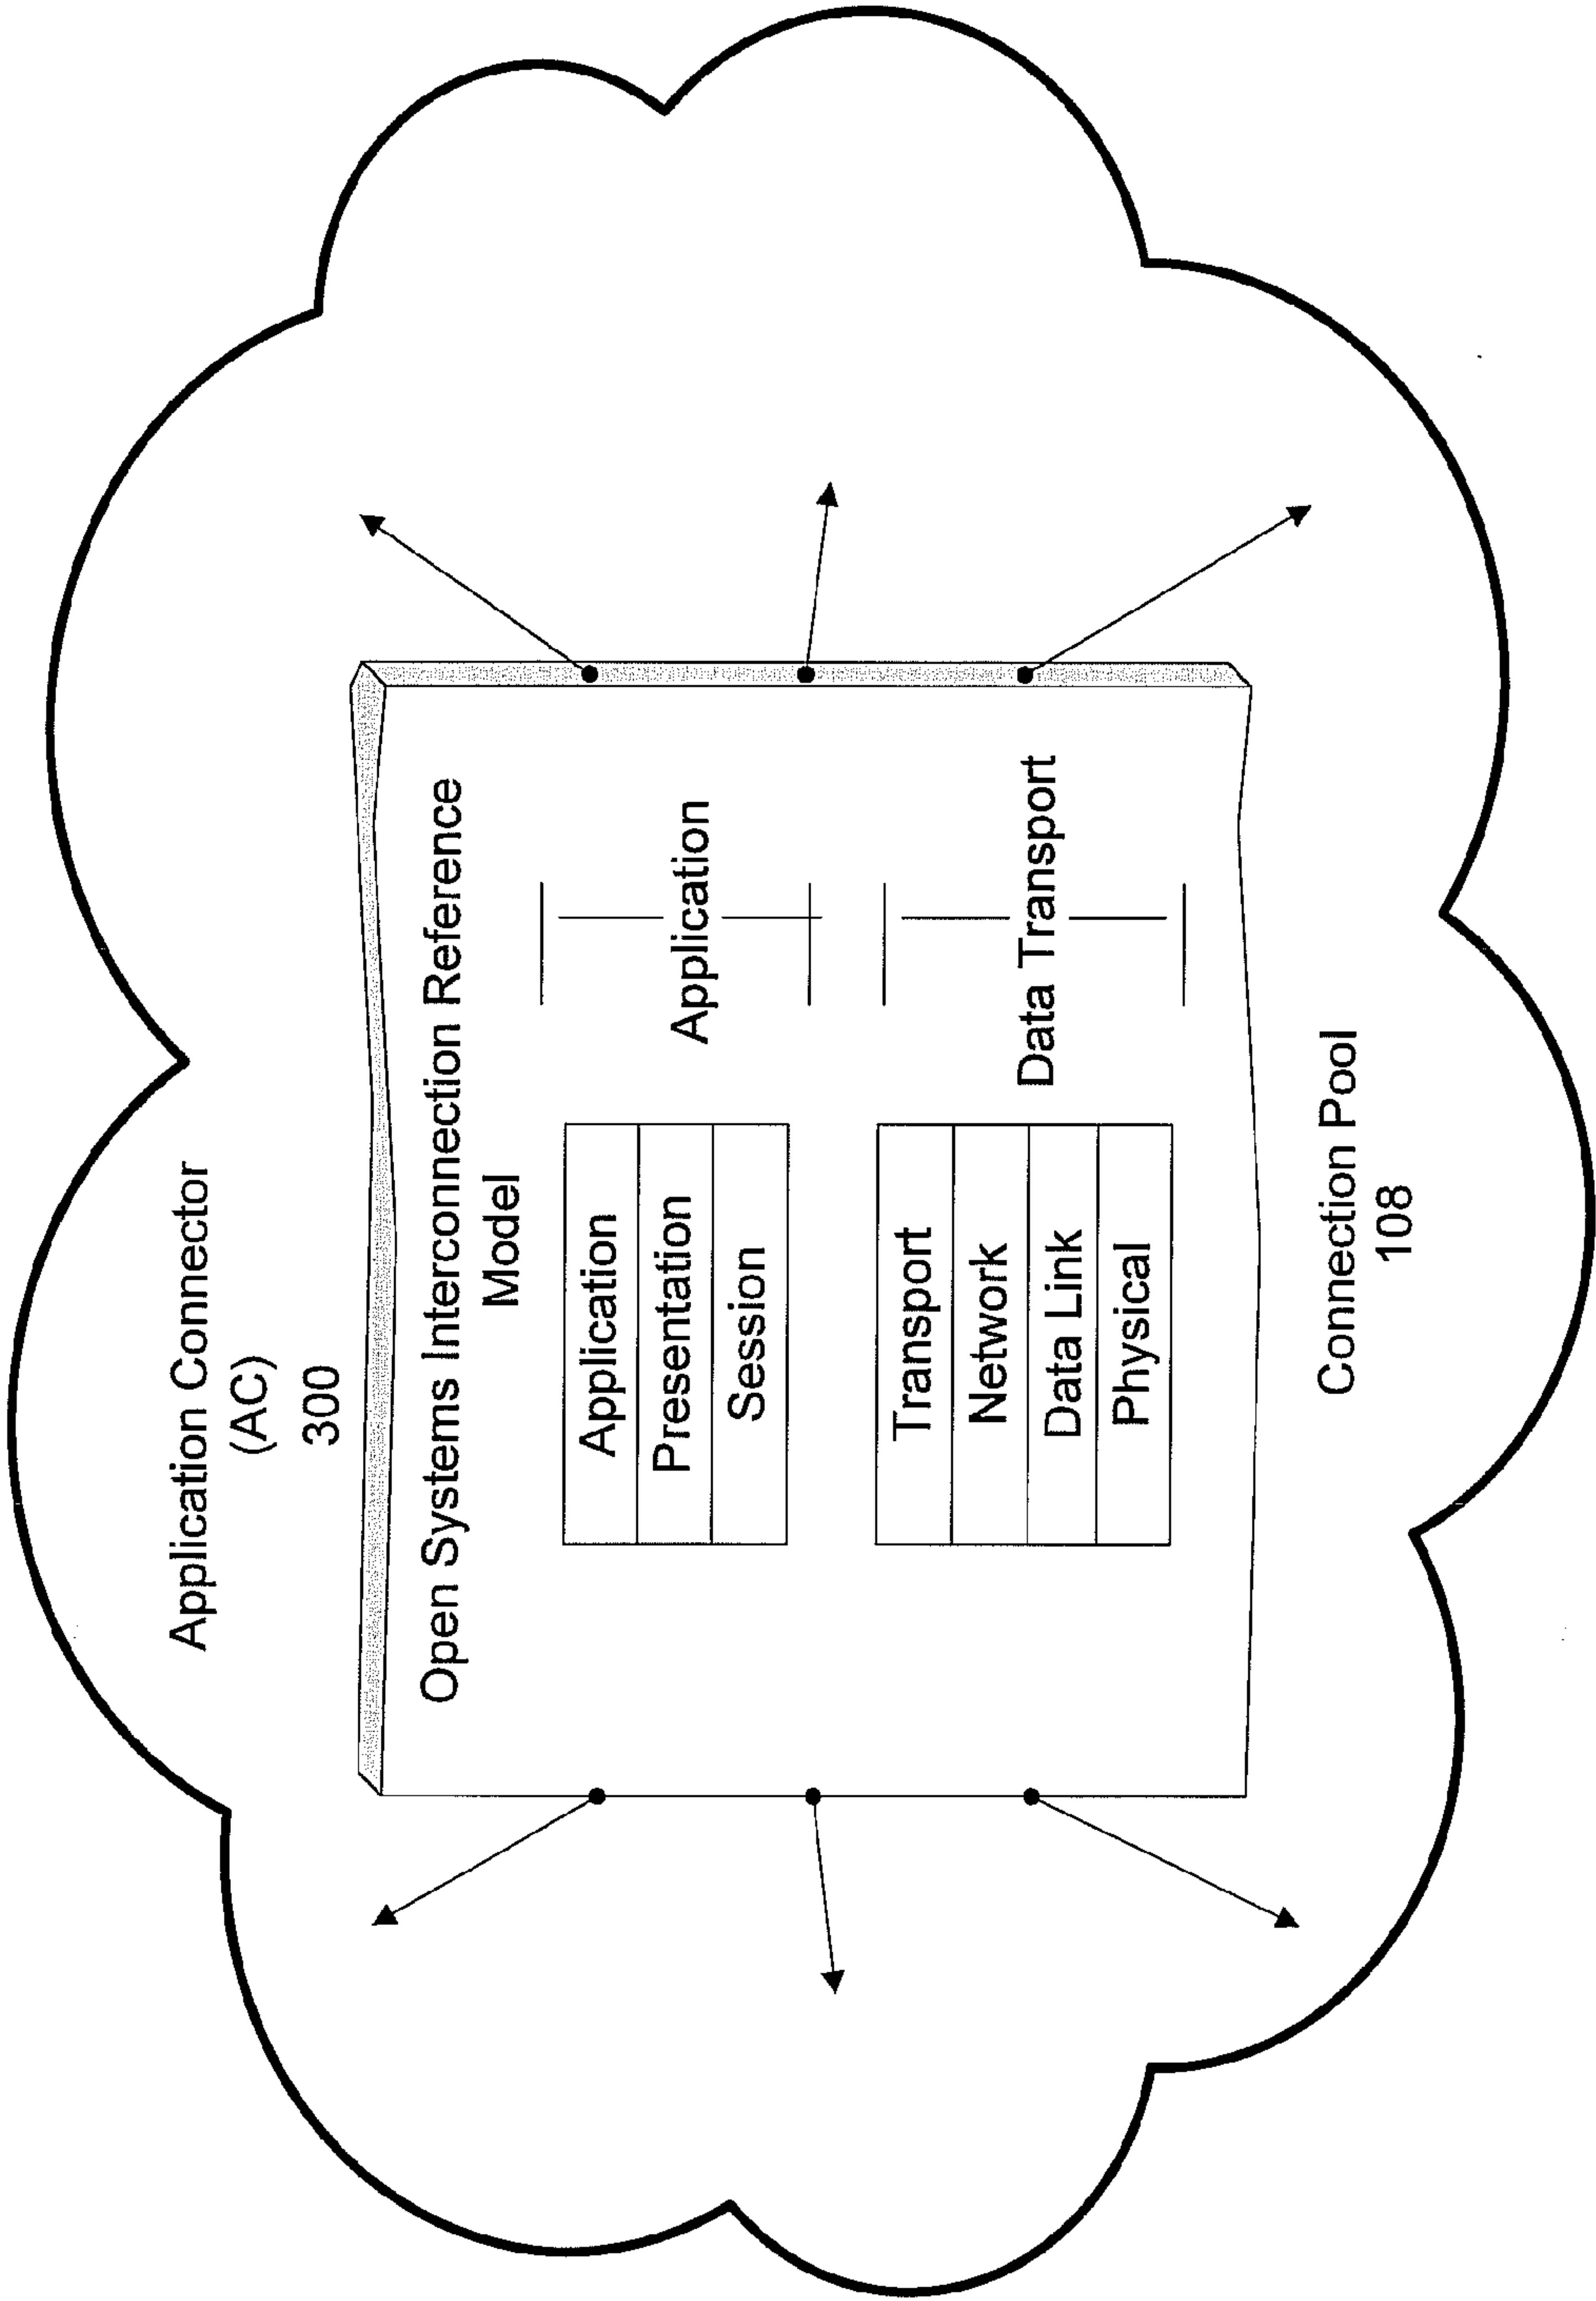 Application Connector
(AC)
300
Open Systems Interconnection Reference
Model
Application
Presentation
Session
Application
Transport
Network
Data Link
Physical
Data Transport
Connection Pool
108